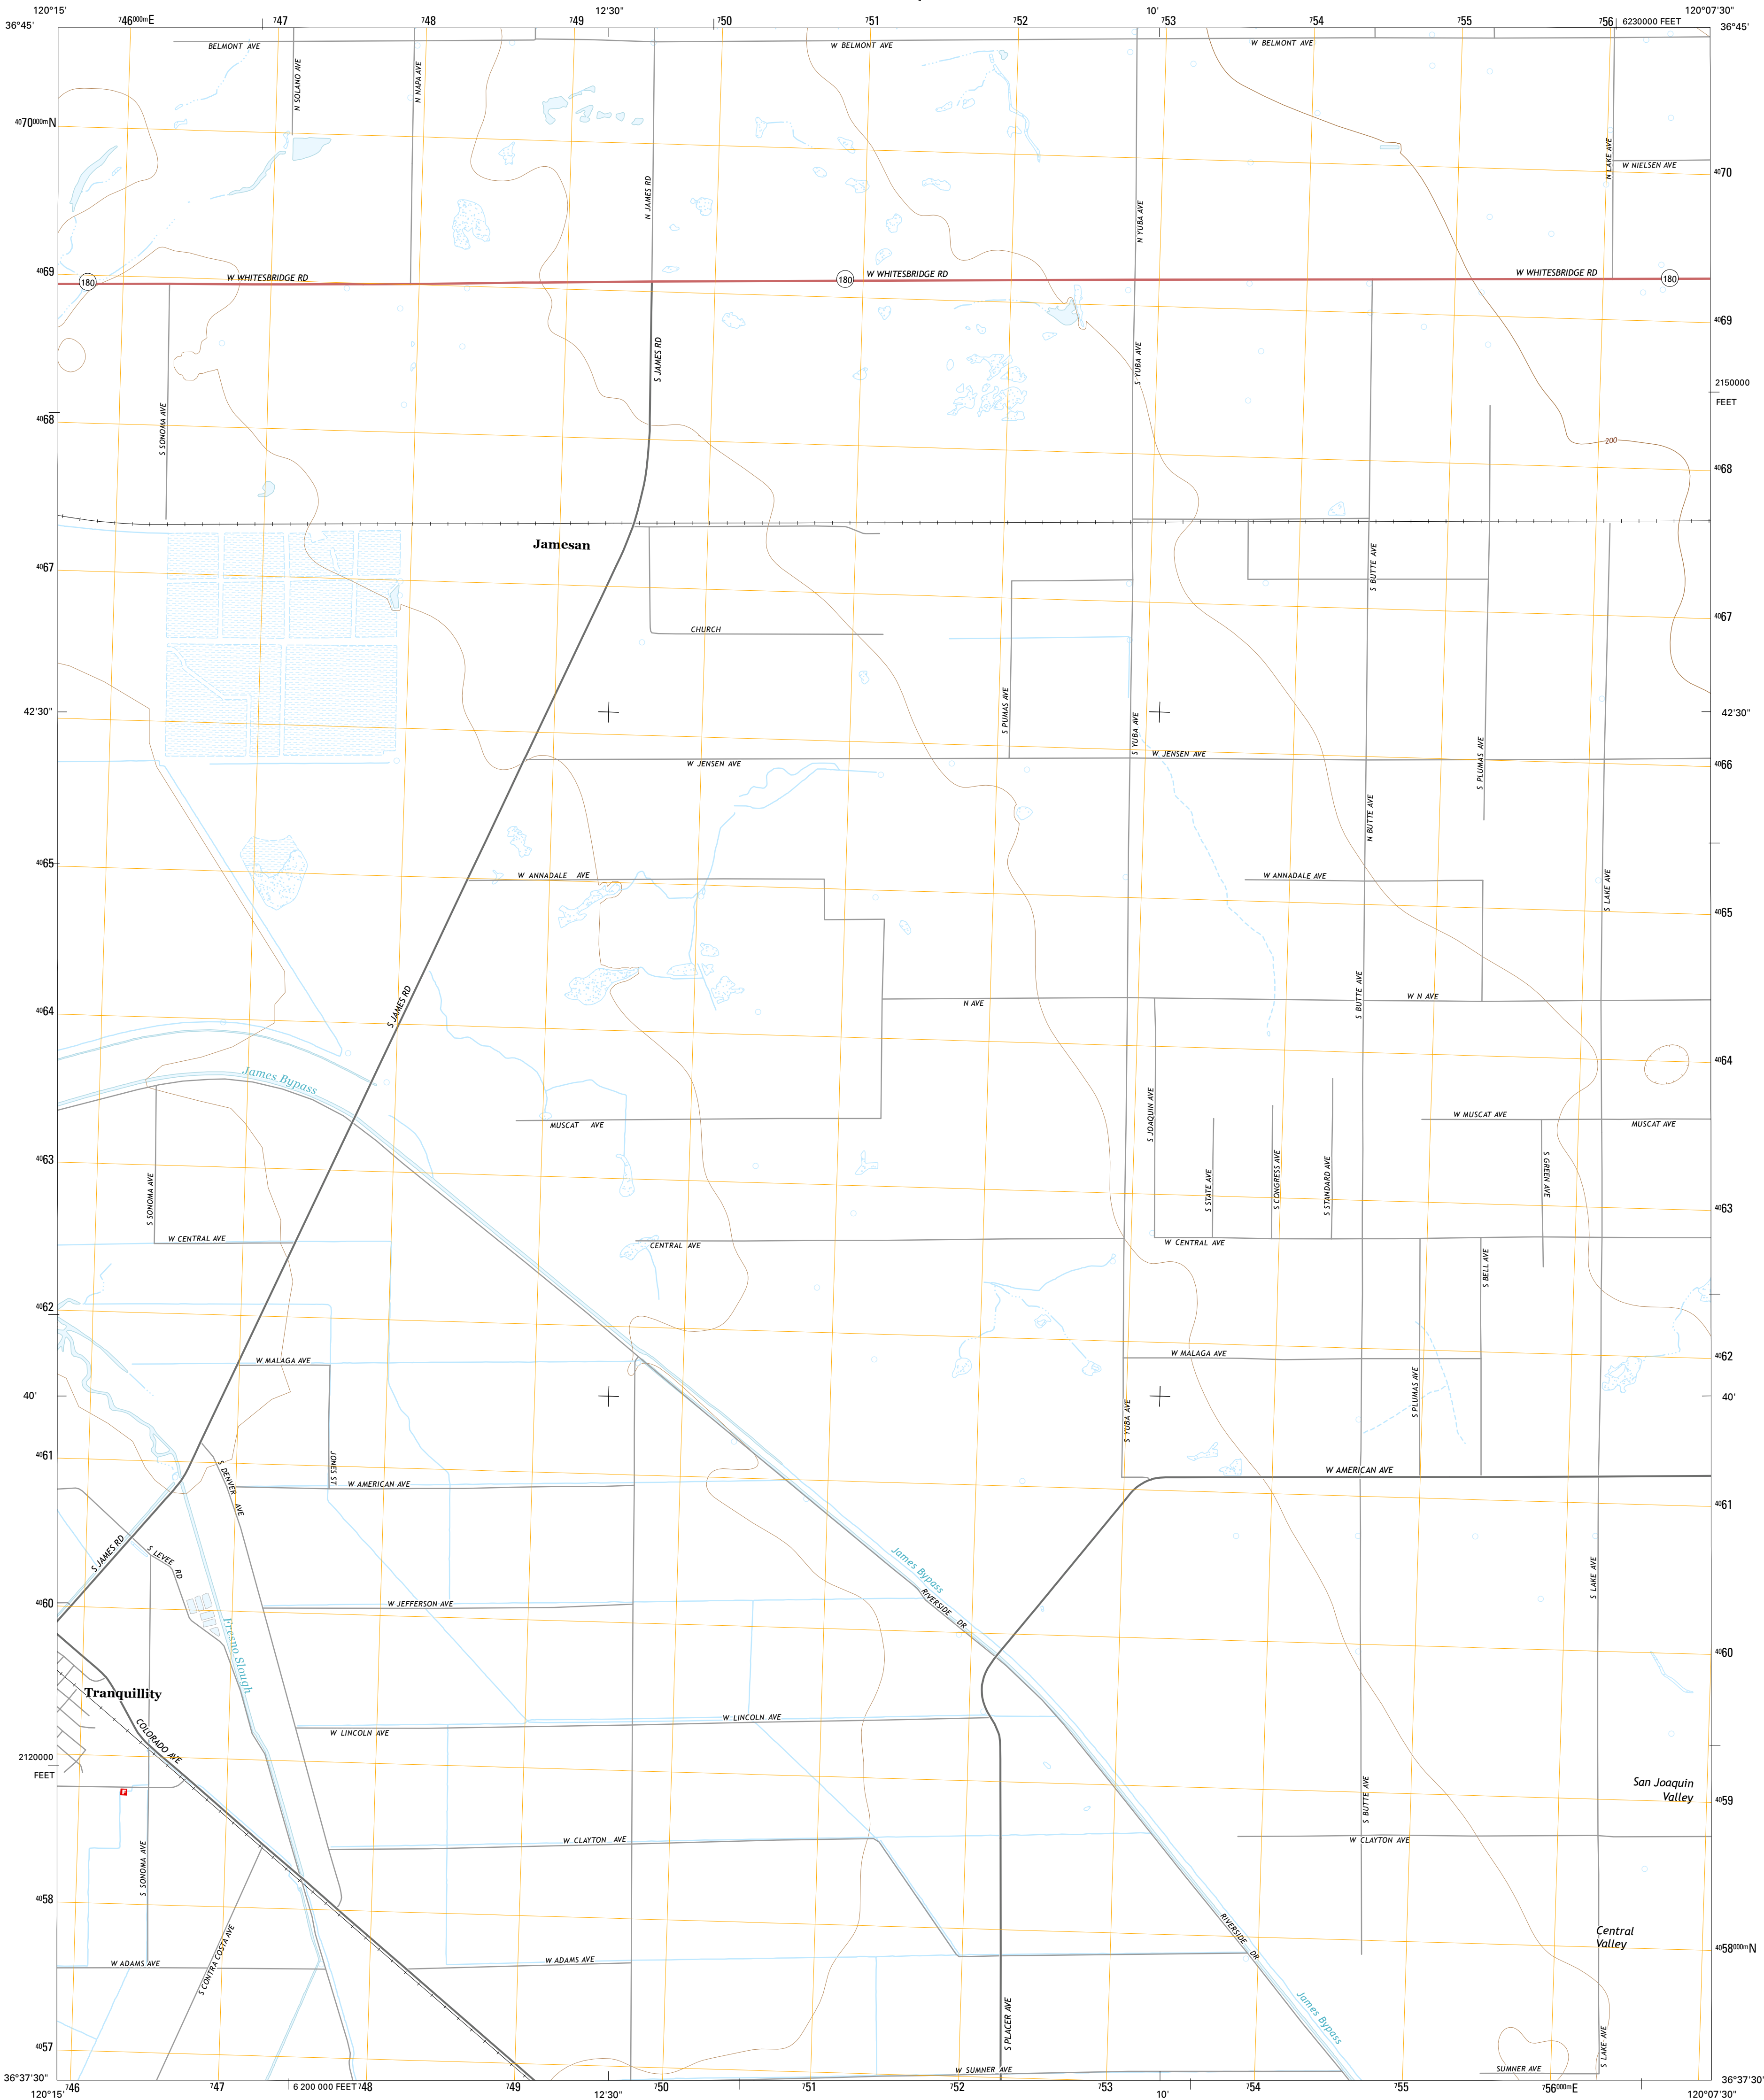 120°15'
746000mE
747
748
749
12'30"
750
751
752
10'
753
754
755
756
6230000 FEET
120°07'30"
36°45'
36°45'
BELMONT AVE
W BELMONT AVE
W BELMONT AVE
N SOLANO AVE
N NAPA AVE
4070000mN
N LAKE AVE
W NIELSEN AVE
4070
N JAMES RD
N YUBA AVE
4069
180
W WHITESBRIDGE RD
180
W WHITESBRIDGE RD
W WHITESBRIDGE RD
180
4069
S JAMES RD
S YUBA AVE
2150000
FEET
S SONOMA AVE
4068
200
4068
Jamesan
4067
S BUTTE AVE
4067
CHURCH
S PUMAS AVE
42'30"
42'30"
S YUBA AVE
W JENSEN AVE
W JENSEN AVE
S PLUMAS AVE
4066
N BUTTE AVE
4065
W ANNADALE AVE
W ANNADALE AVE
S LAKE AVE
4065
S JAMES RD
S BUTTE AVE
N AVE
W N AVE
4064
4064
James Bypass
S JOAQUIN AVE
MUSCAT AVE
W MUSCAT AVE
MUSCAT AVE
4063
S SONOMA AVE
S STATE AVE
S CONGRESS AVE
S STANDARD AVE
S GREEN AVE
4063
W CENTRAL AVE
CENTRAL AVE
W CENTRAL AVE
S BELL AVE
4062
W MALAGA AVE
W MALAGA AVE
4062
40'
40'
S PLUMAS AVE
S YUBA AVE
4061
JONES ST
S DENVER AVE
W AMERICAN AVE
W AMERICAN AVE
4061
S JAMES RD
S LEVEE RD
James Bypass
S LAKE AVE
4060
W JEFFERSON AVE
RIVERSIDE DR
Fresno Slough
4060
Tranquillity
COLORADO AVE
W LINCOLN AVE
W LINCOLN AVE
2120000
FEET
F
San Joaquin
Valley
S BUTTE AVE
4059
W CLAYTON AVE
W CLAYTON AVE
S SONOMA AVE
4058
S CONTRA COSTA AVE
RIVERSIDE DR
Central
Valley
4058000mN
W ADAMS AVE
W ADAMS AVE
James Bypass
S PLACER AVE
S LAKE AVE
4057
W SUMNER AVE
SUMNER AVE
36°37'30"
36°37'30"
120°15'
746
747
6 200 000 FEET
748
749
12'30"
750
751
752
753
10'
754
755
756000mE
120°07'30"